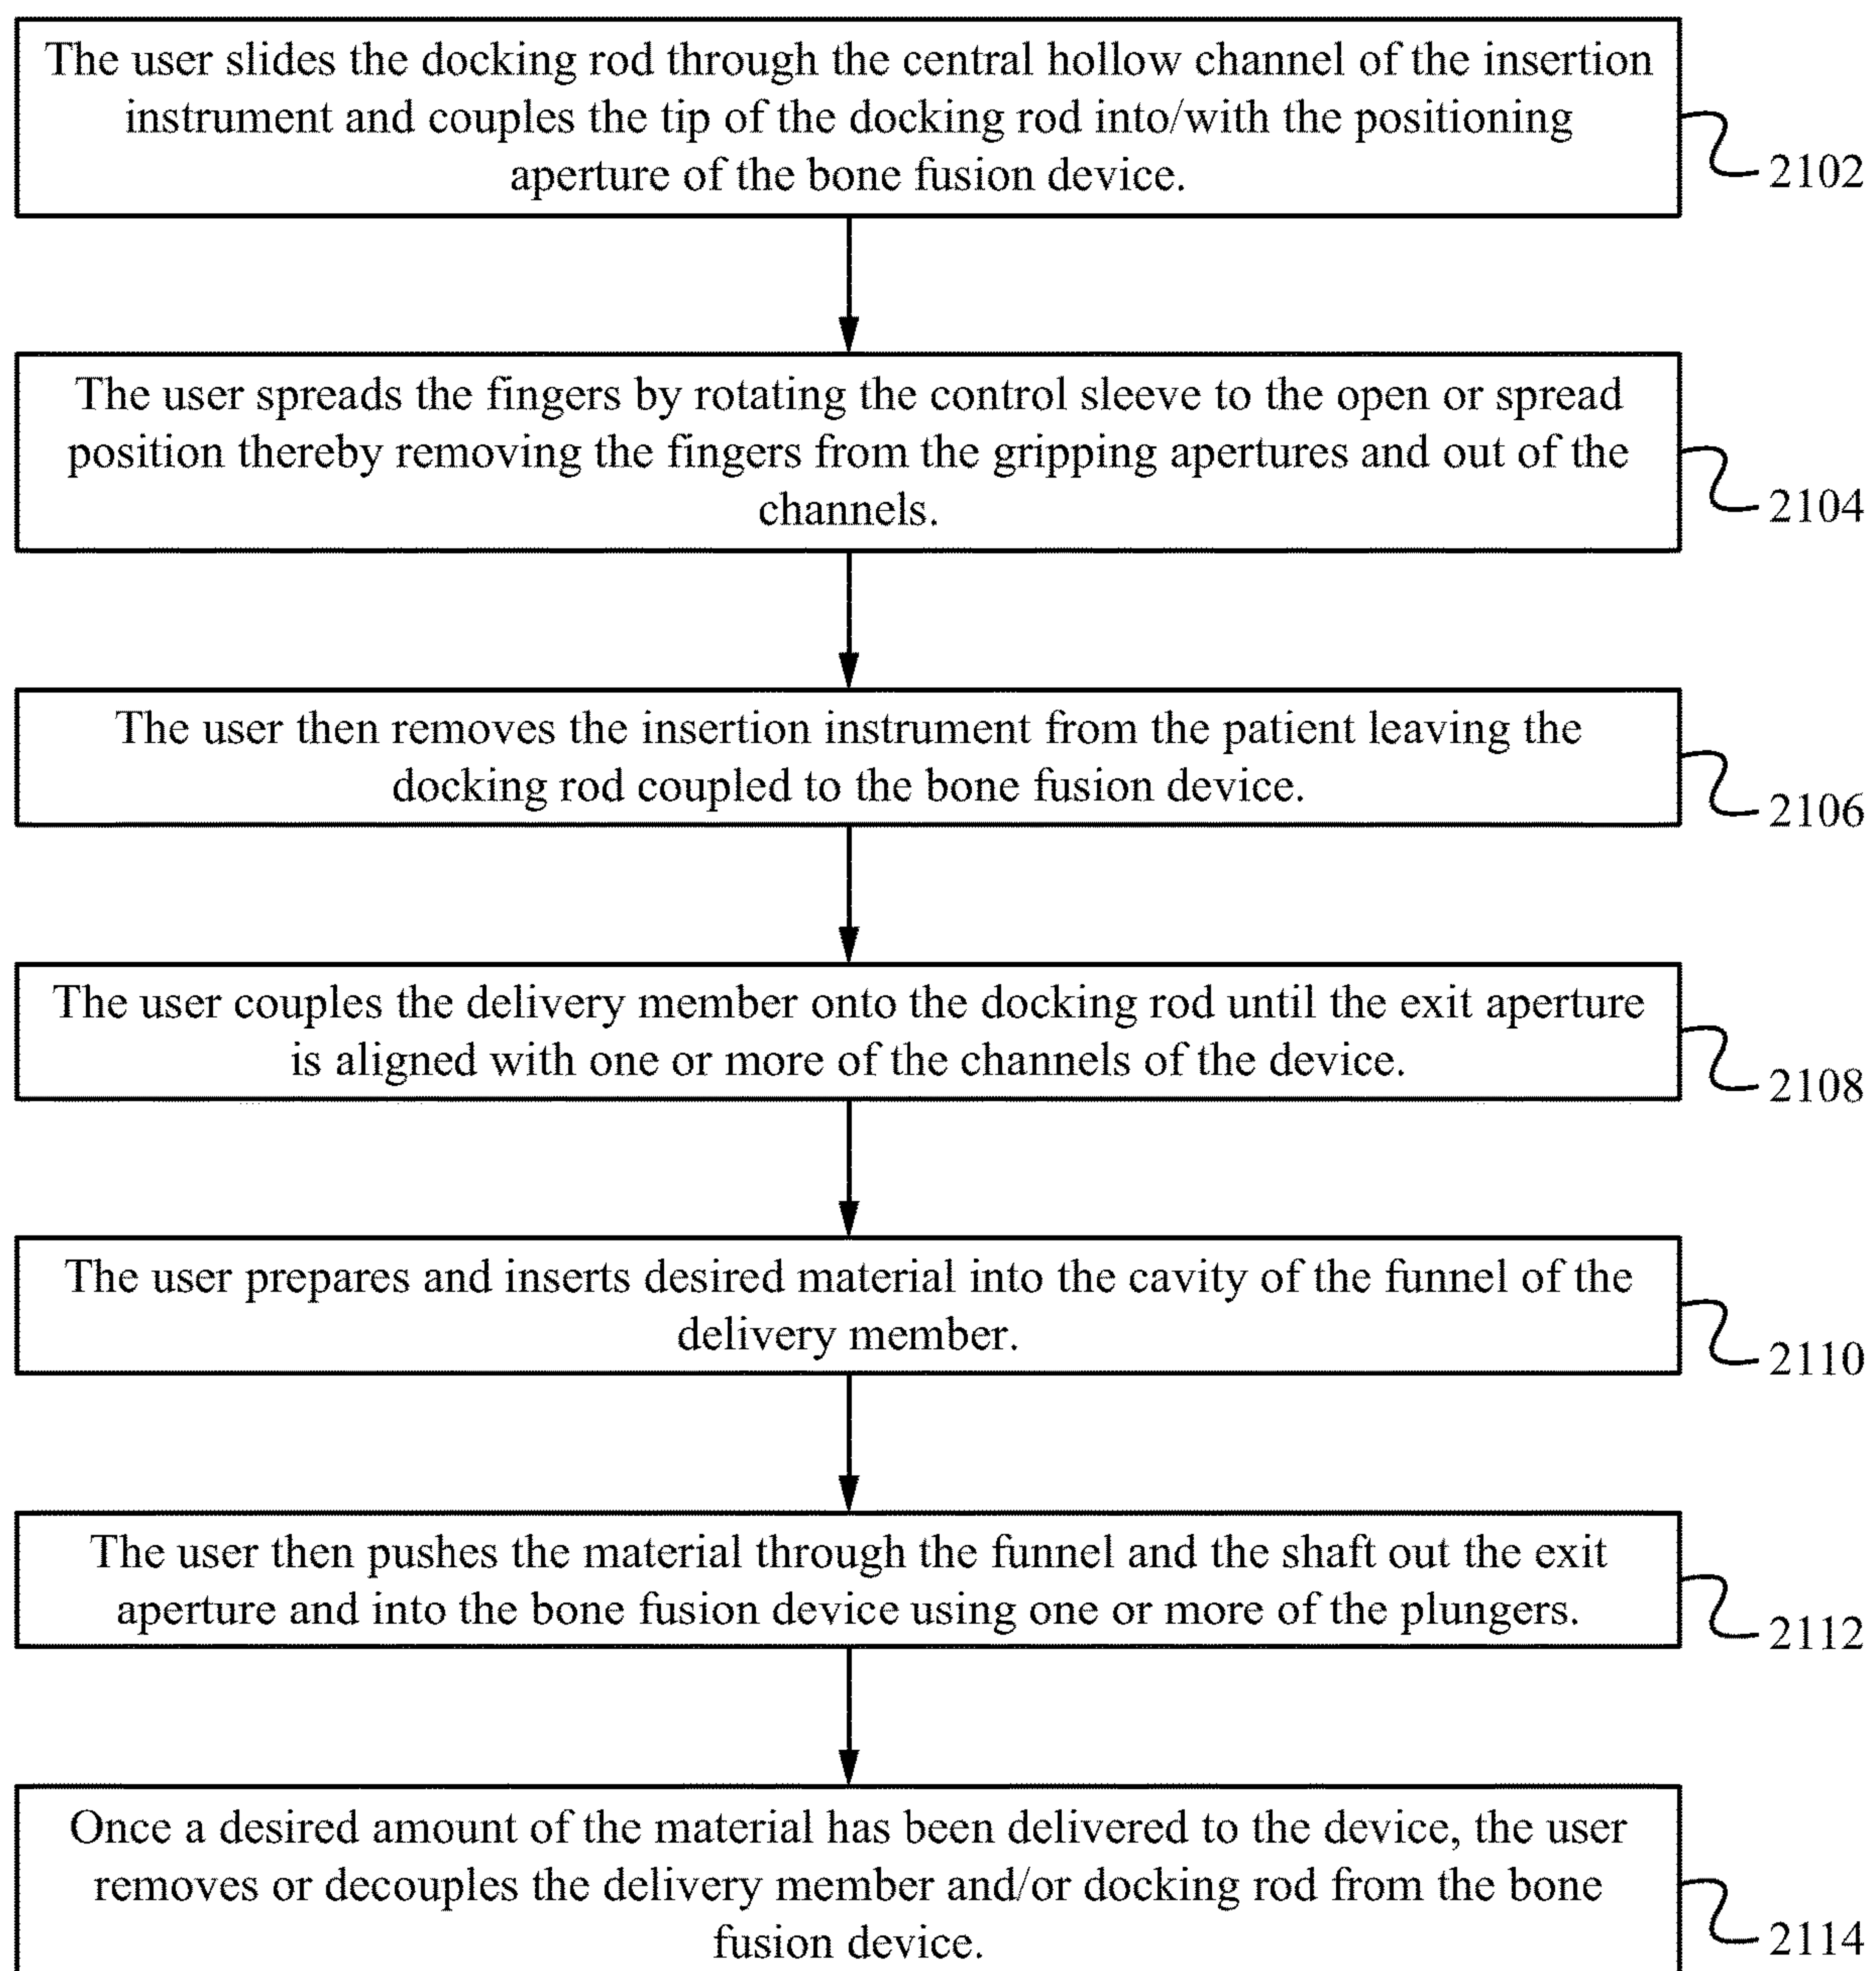 The user slides the docking rod through the central hollow channel of the insertion
instrument and couples the tip of the docking rod into/with the positioning
aperture of the bone fusion device.
2102
The user spreads the fingers by rotating the control sleeve to the open or spread
position thereby removing the fingers from the gripping apertures and out of the
channels.
2104
The user then removes the insertion instrument from the patient leaving the
docking rod coupled to the bone fusion device.
2106
The user couples the delivery member onto the docking rod until the exit aperture
is aligned with one or more of the channels of the device.
2108
The user prepares and inserts desired material into the cavity of the funnel of the
delivery member.
2110
The user then pushes the material through the funnel and the shaft out the exit
aperture and into the bone fusion device using one or more of the plungers.
2112
Once a desired amount of the material has been delivered to the device, the user
removes or decouples the delivery member and/or docking rod from the bone
fusion device.
2114